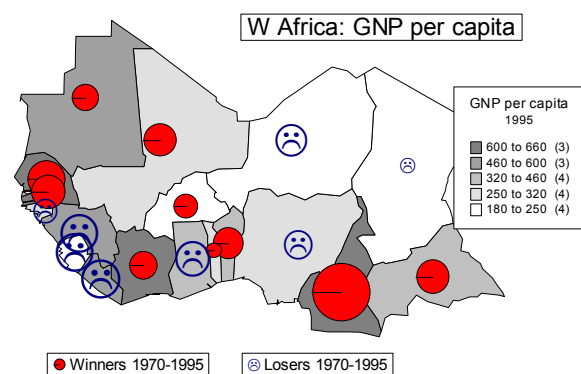 W Africa: GNP per capita
GNP per capita
1995
600 to 660 (3)
460 to 600 (3)
320 to 460 (4)
250 to 320 (4)
180 to 250 (4)
Winners 1970-1995
Losers 1970-1995